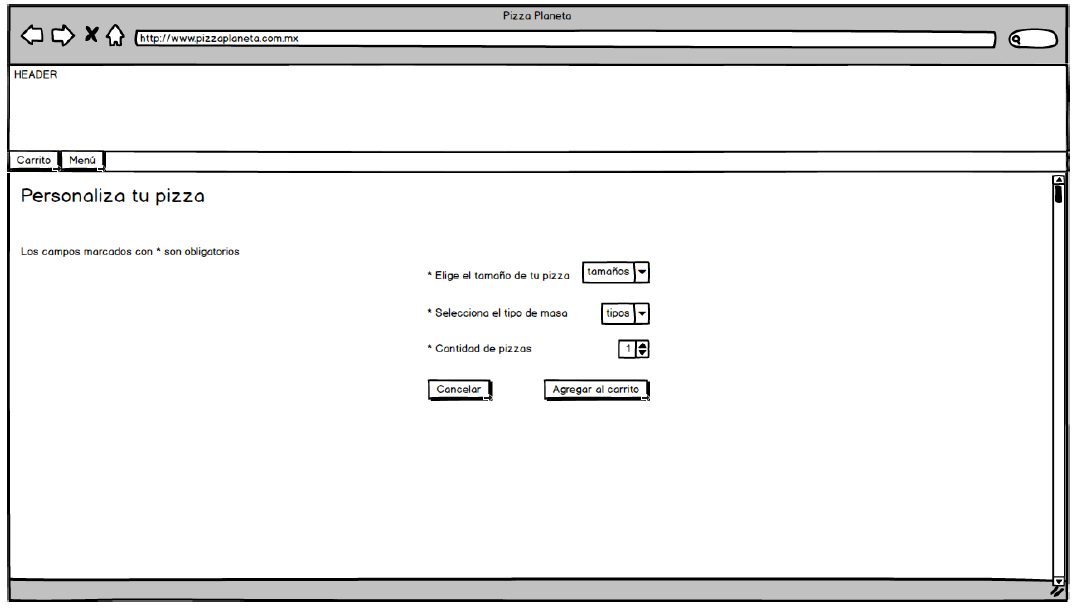 Pizza Planeta
http://www.pizzaplaneta.com.mx
HEADER
Carrito Menú
Personaliza tu pizza
Los campos marcados con * son obligatorios
* Elige el tamaño de tu pizza tamaños
* Selecciona el tipo de masa tipos
* Cantidad de pizzas 1
Cancelar Agregar al carrito